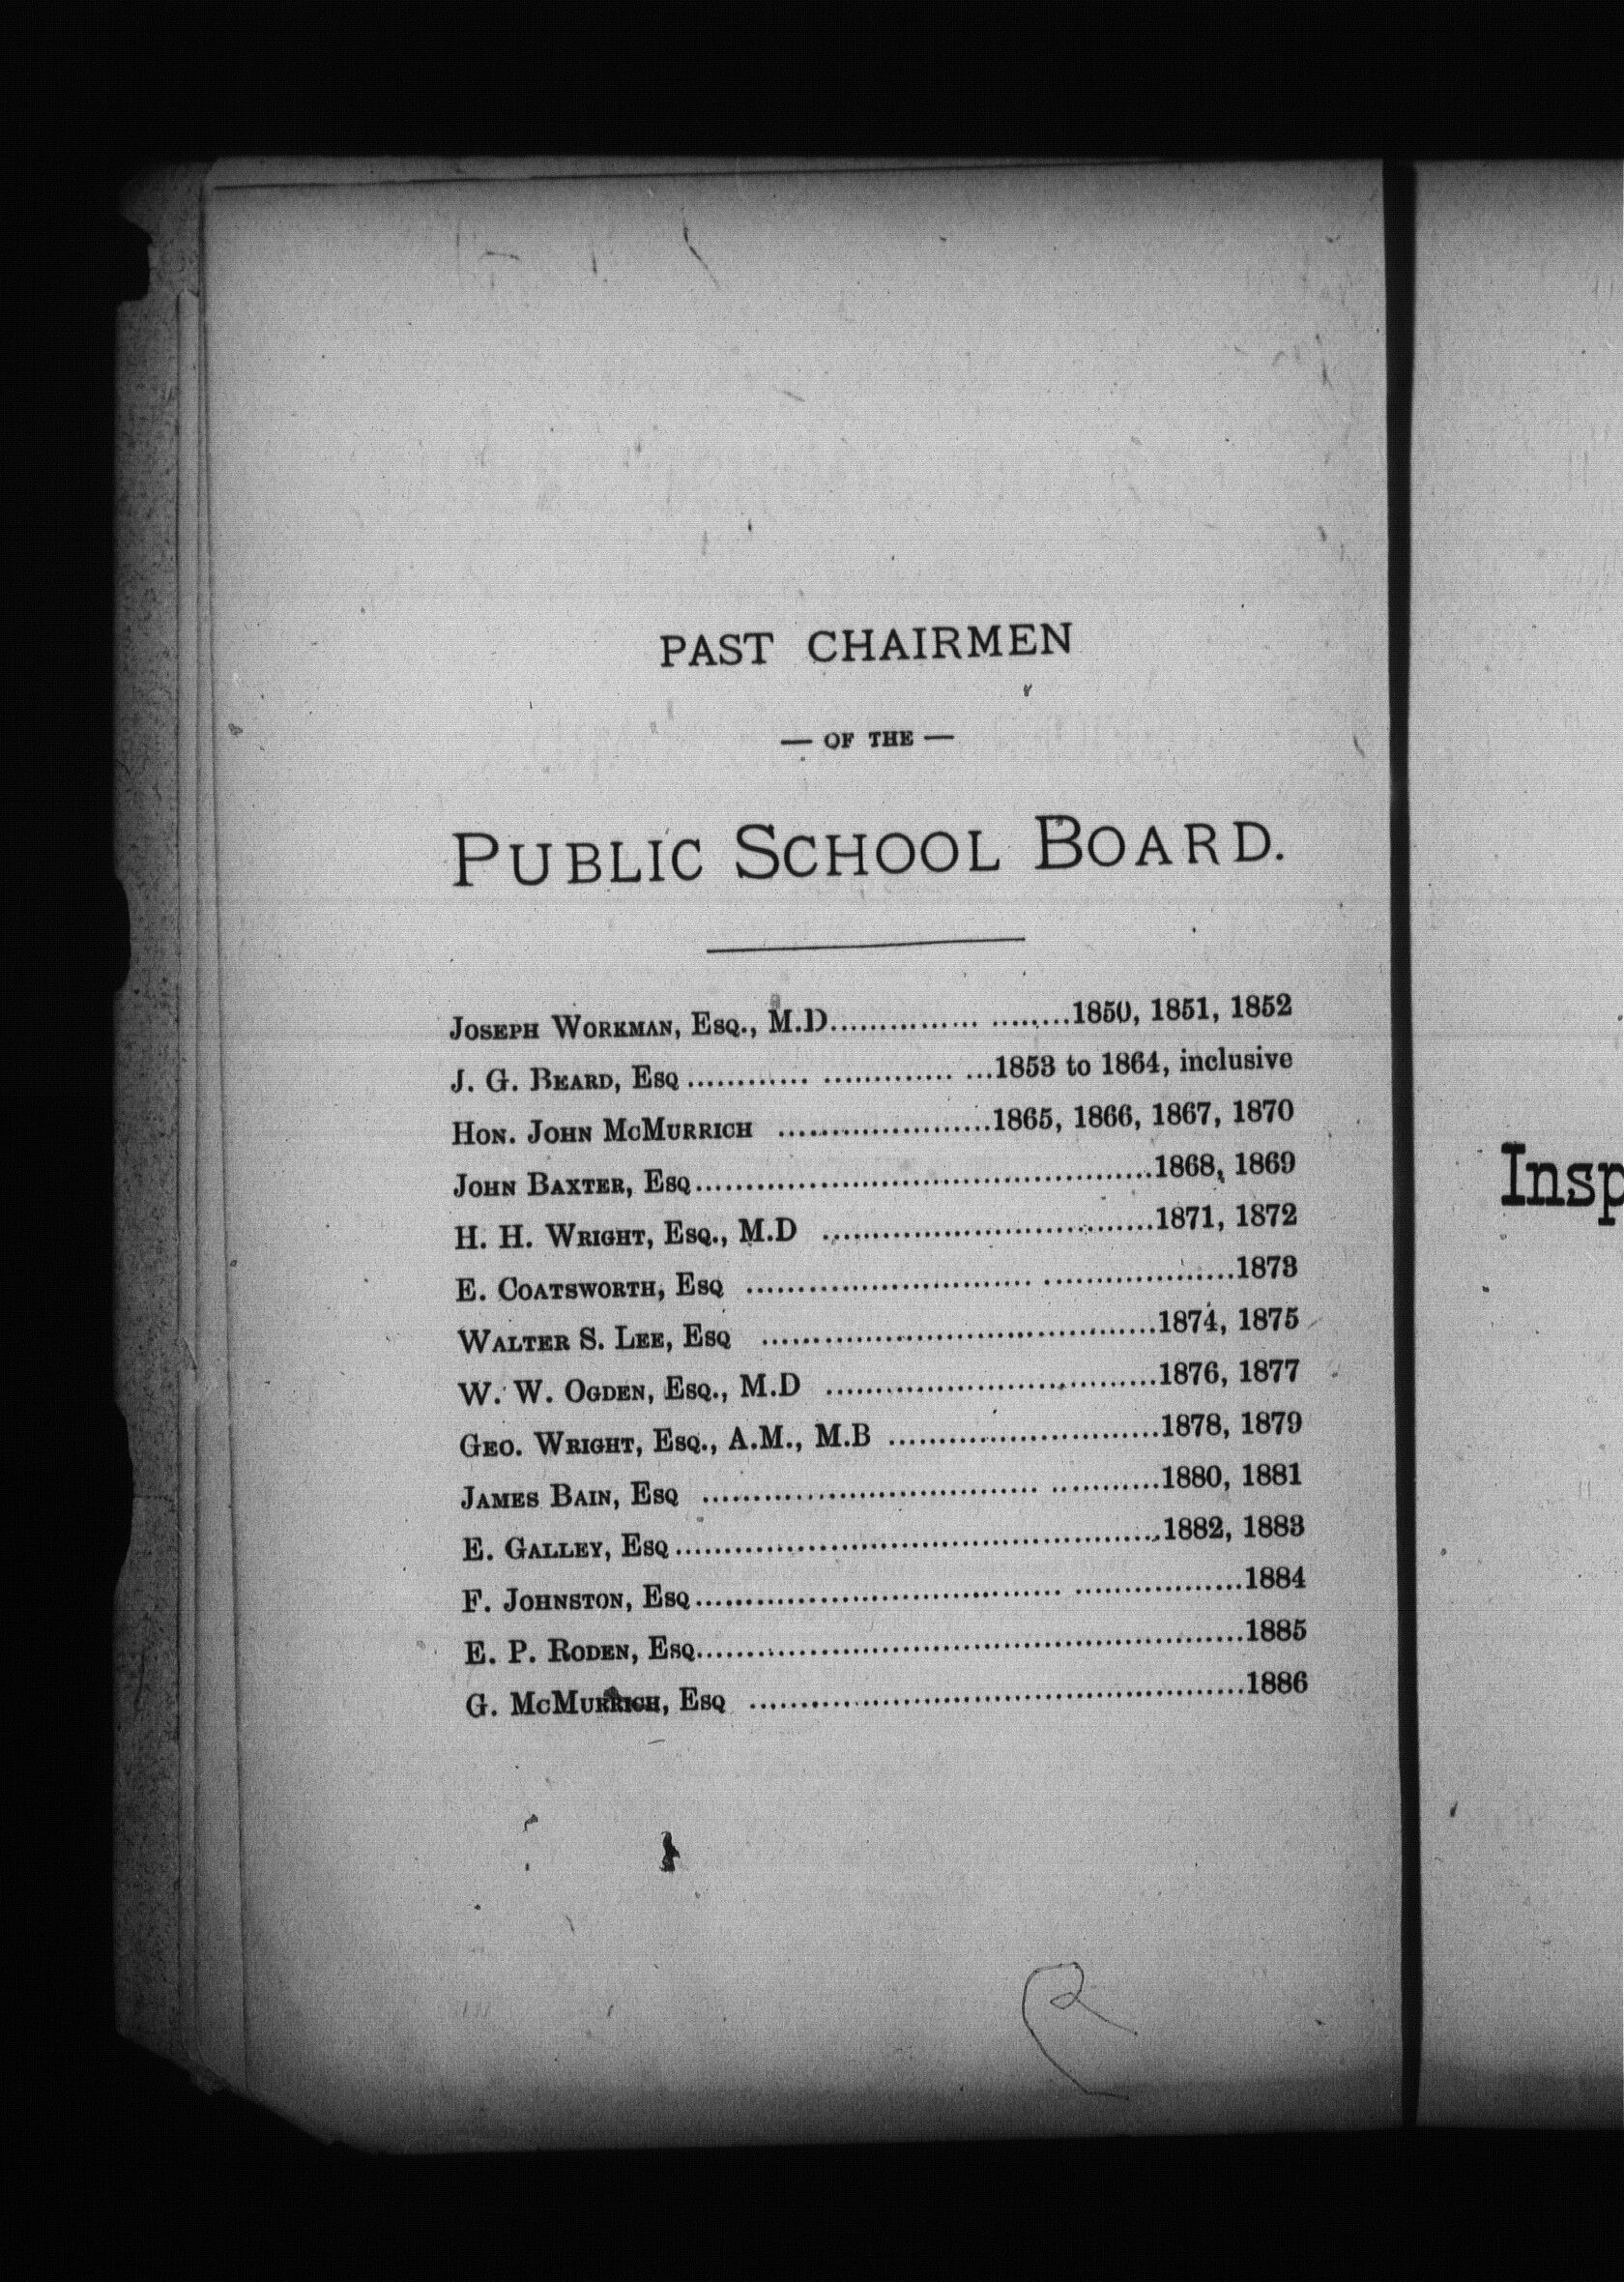 PAST CHAIRMEN
— OF THE —
PUBLIC SCHOOL BOARD.
JOSEPH WORKMAN, ESQ., M.D............... ........1850, 1851, 1852
J. G. BEARD, ESQ............ ............. ...1853 to 1864, inclusive
HON. JOHN MCMURRICH .....................1865, 1866, 1867, 1870
JOHN BAXTER, ESQ.............................................1868, 1869
H. H. WRIGHT, ESQ., M.D .................................1871, 1872
E. COATSWORTH, ESQ ............................ ...................1873
WALTER S. LEE, ESQ .......................................1874, 1875
W. W. OGDEN, ESQ., M.D .................................1876, 1877
GEO. WRIGHT, ESQ., A.M., M.B ...........................1878, 1879
JAMES BAIN, ESQ ................................. ...........1880, 1881
E. GALLEY, ESQ................................................1882, 1883
F. JOHNSTON, ESQ.................................... .................1884
E. P. RODEN, ESQ......................................................1885
G. MCMURRICH, ESQ .................................................1886
Insp